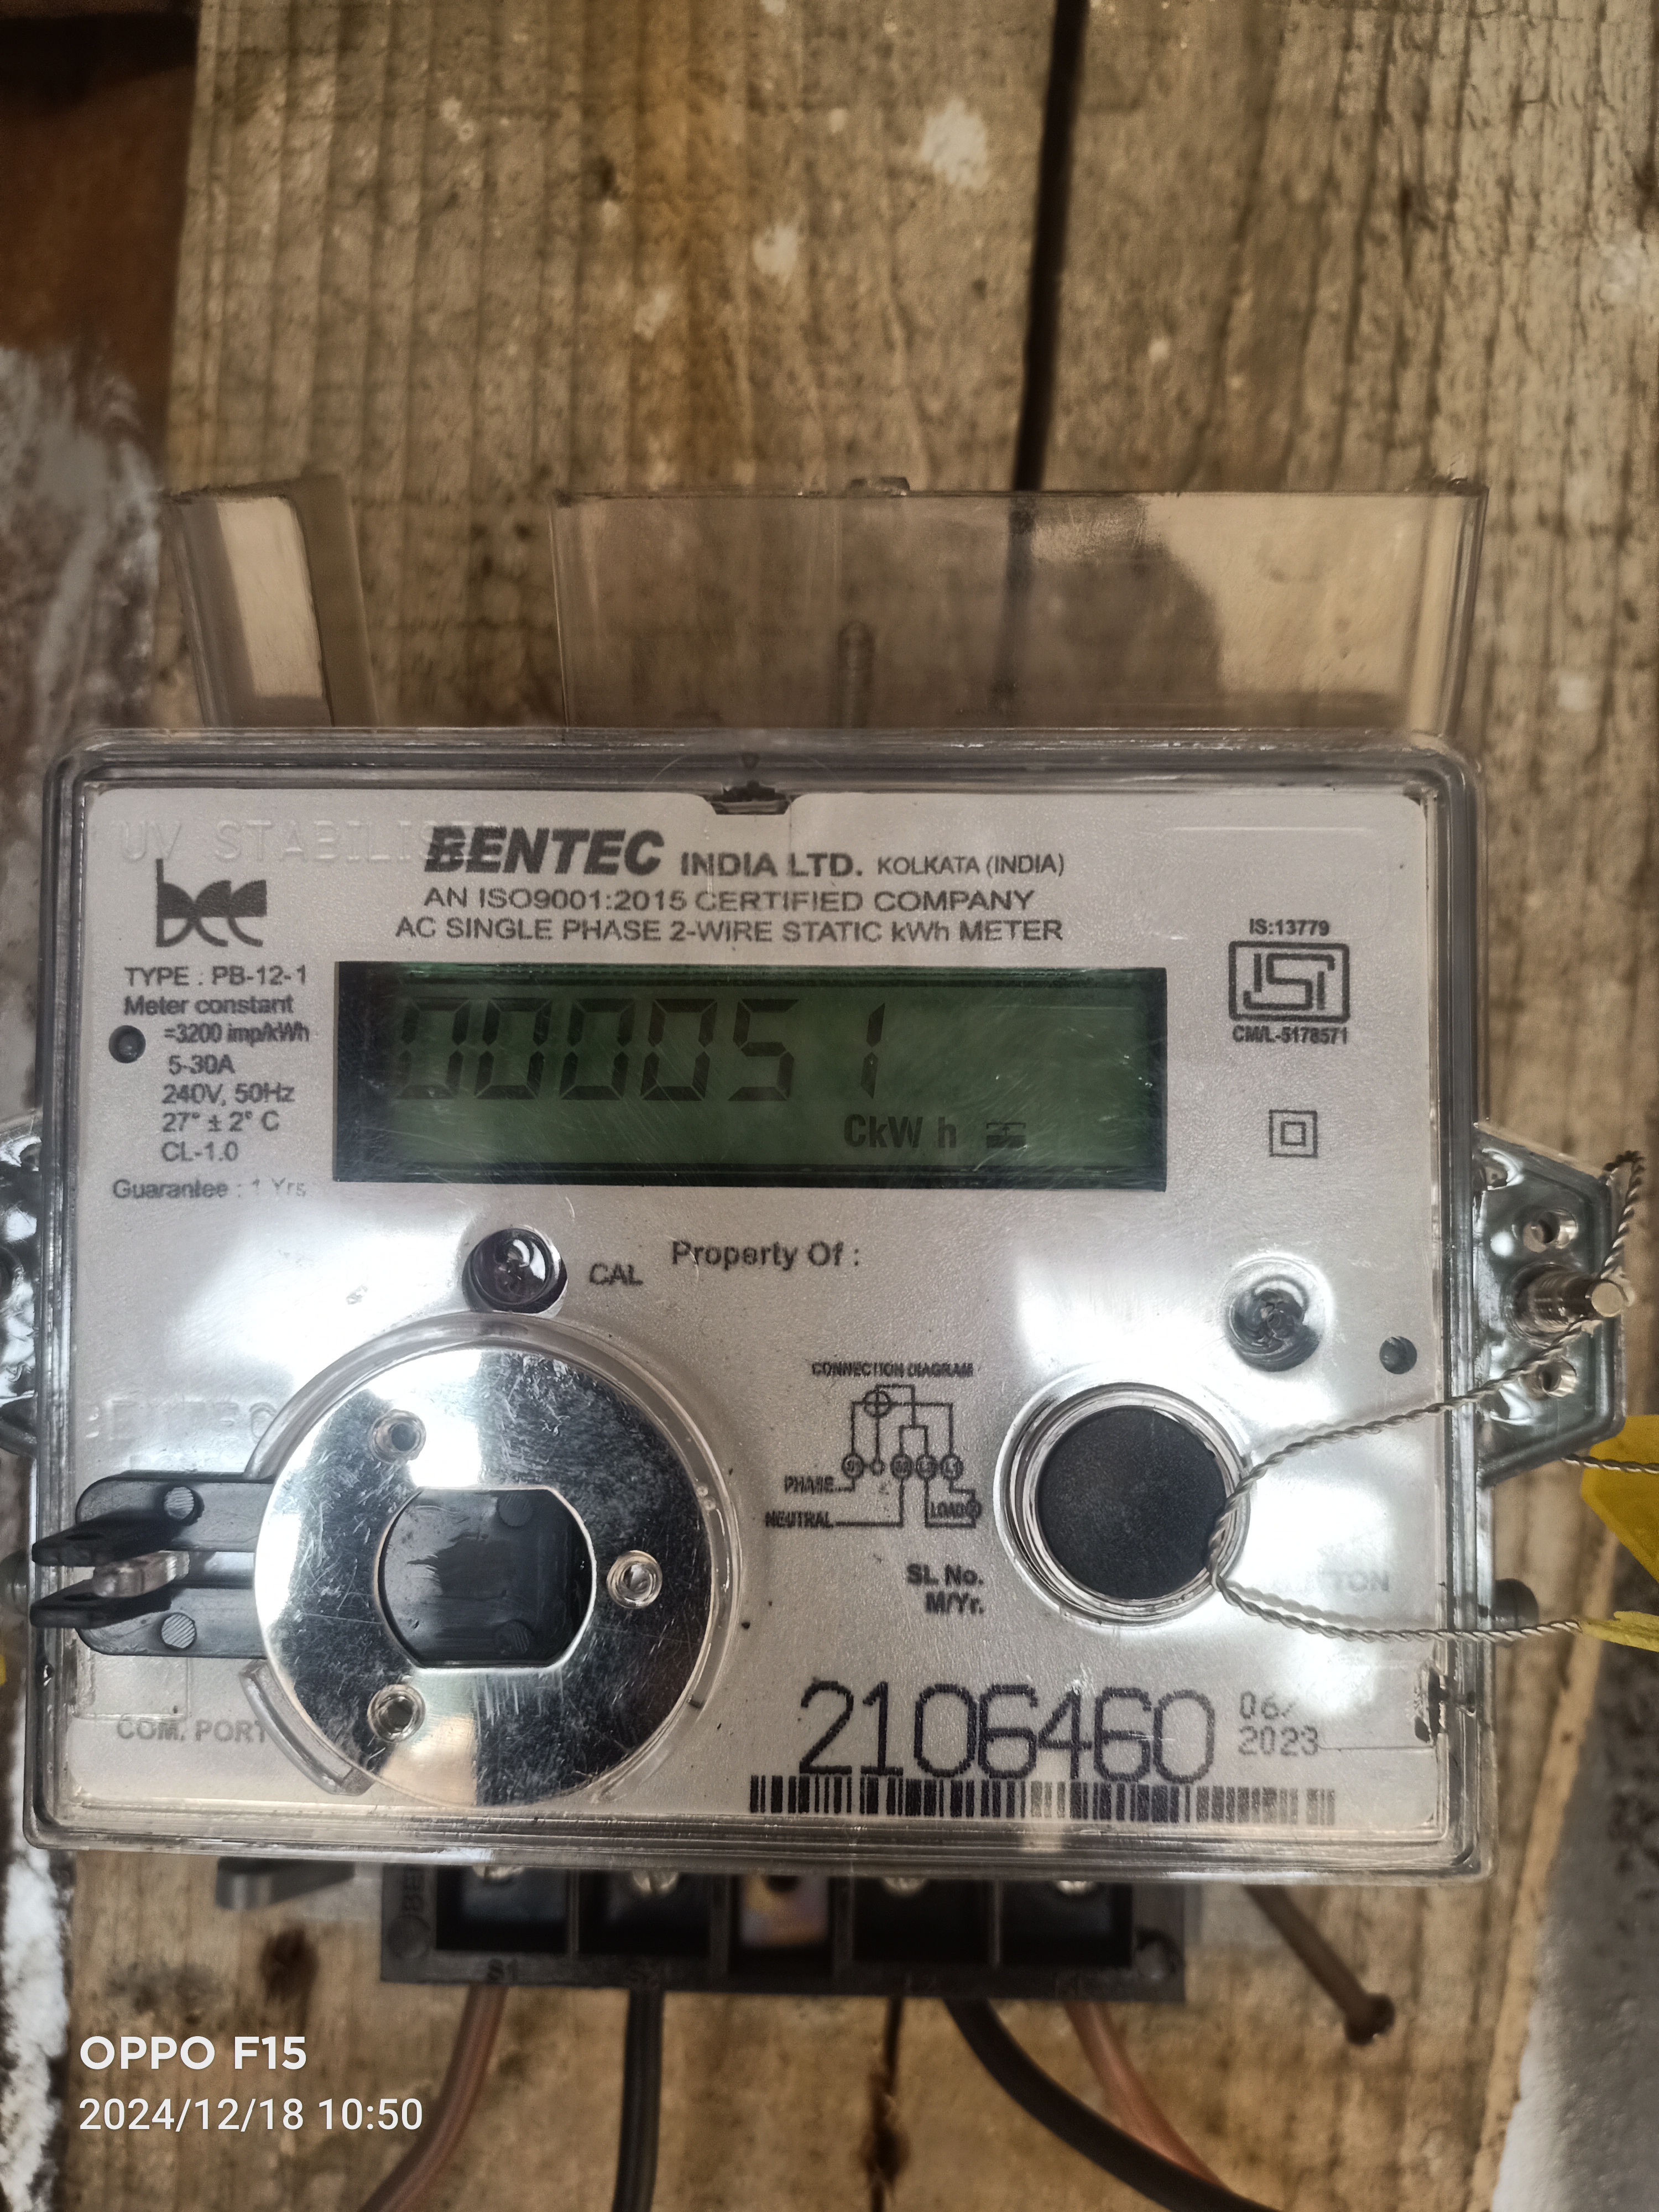 UV STABILISED
BENTEC INDIA LTD. KOLKATA (INDIA)
AN ISO9001:2015 CERTIFIED COMPANY
AC SINGLE PHASE 2-WIRE STATIC kWh METER
bec
TYPE : PB-12-1
Meter constant
=3200 imp/kWh
5-30A
240V, 50Hz
27° ± 2° C
CL-1.0
Guarantee : 1 Yrs
000051
CkWh
IS:13779
ISI
CM/L-5178571
CAL
Property Of :
CONNECTION DIAGRAM
PHASE
NEUTRAL
LOAD
SL. No.
M/Yr.
COM. PORT
2106460
06/
2023
OPPO F15
2024/12/18 10:50